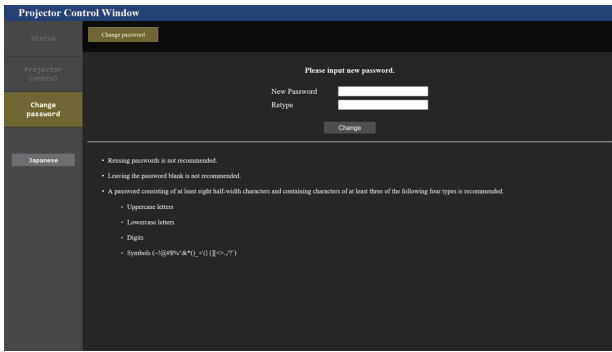 Projector Control Window
Status
Change password
Projector
control
Please input new password.
New Password
Retype
Change
password
Change
Japanese
• Reusing passwords is not recommended.
• Leaving the password blank is not recommended.
• A password consisting of at least eight half-width characters and containing characters of at least three of the following four types is recommended.
◦ Uppercase letters
◦ Lowercase letters
◦ Digits
◦ Symbols